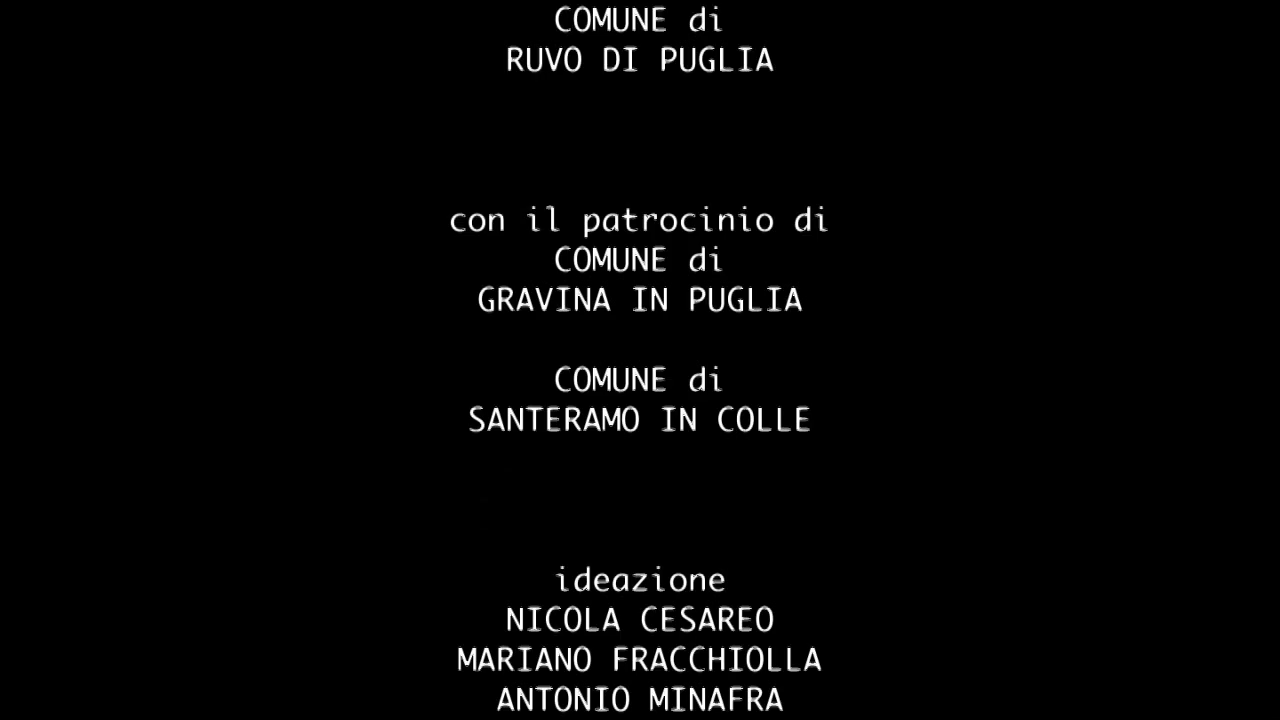 COMUNE di
RUVO DI PUGLIA
con il patrocinio di
COMUNE di
GRAVINA IN PUGLIA
COMUNE di
SANTERAMO IN COLLE
ideazione
NICOLA CESAREO
MARIANO FRACCHIOLLA
ANTONIO MINAFRA